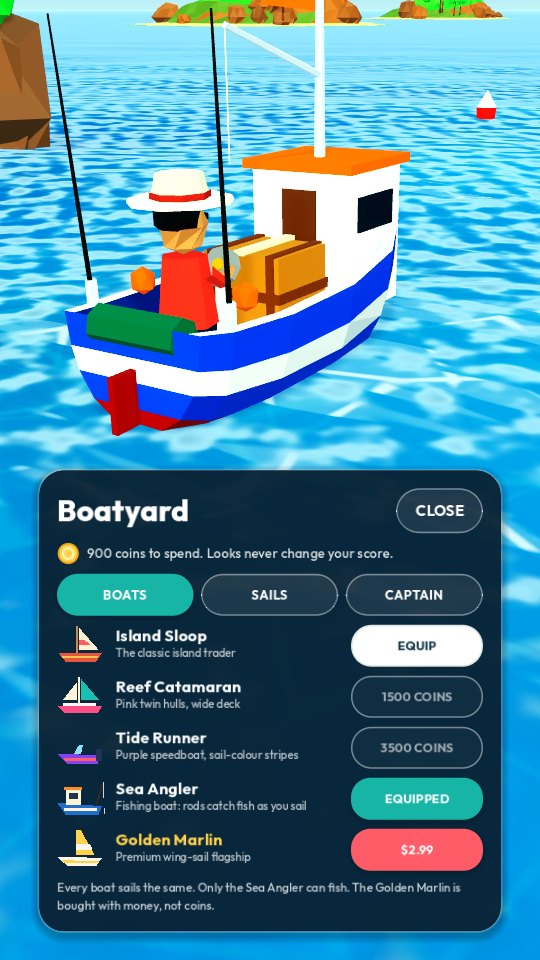 Boatyard
CLOSE
900 coins to spend. Looks never change your score.
BOATS
SAILS
CAPTAIN
Island Sloop
The classic island trader
EQUIP
Reef Catamaran
Pink twin hulls, wide deck
1500 COINS
Tide Runner
Purple speedboat, sail-colour stripes
3500 COINS
Sea Angler
Fishing boat: rods catch fish as you sail
EQUIPPED
Golden Marlin
Premium wing-sail flagship
$2.99
Every boat sails the same. Only the Sea Angler can fish. The Golden Marlin is
bought with money, not coins.